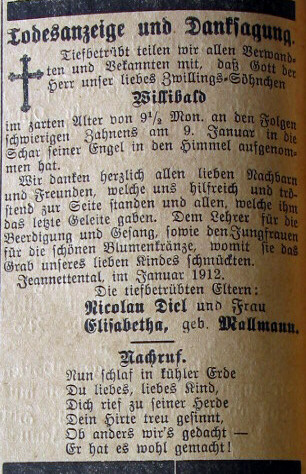 Todesanzeige und Danksagung.
Tiefbetrübt teilen wir allen Verwand-
ten und Bekannten mit, daß Gott der
Herr unser liebes Zwillings-Söhnchen
Willibald
im zarten Alter von 9½ Mon. an den Folgen
schwierigen Zahnens am 9. Januar in die
Schar seiner Engel in den Himmel aufgenom-
men hat.
Wir danken herzlich allen lieben Nachbarn
und Freunden, welche uns hilfreich und trö-
stend zur Seite standen und allen, welche ihm
das letzte Geleite gaben. Dem Lehrer für die
Beerdigung und Gesang, sowie den Jungfrauen
für die schönen Blumenkränze, womit sie das
Grab unseres lieben Kindes schmückten.
Jeannettental, im Januar 1912.
Die tiefbetrübten Eltern:
Nicolau Diel und Frau
Elisabetha, geb. Mallmann.
Nachruf.
Nun schlaf in kühler Erde
Du liebes, liebes Kind,
Dich rief zu seiner Herde
Dein Hirte treu gesinnt,
Ob anders wir's gedacht —
Er hat es wohl gemacht!